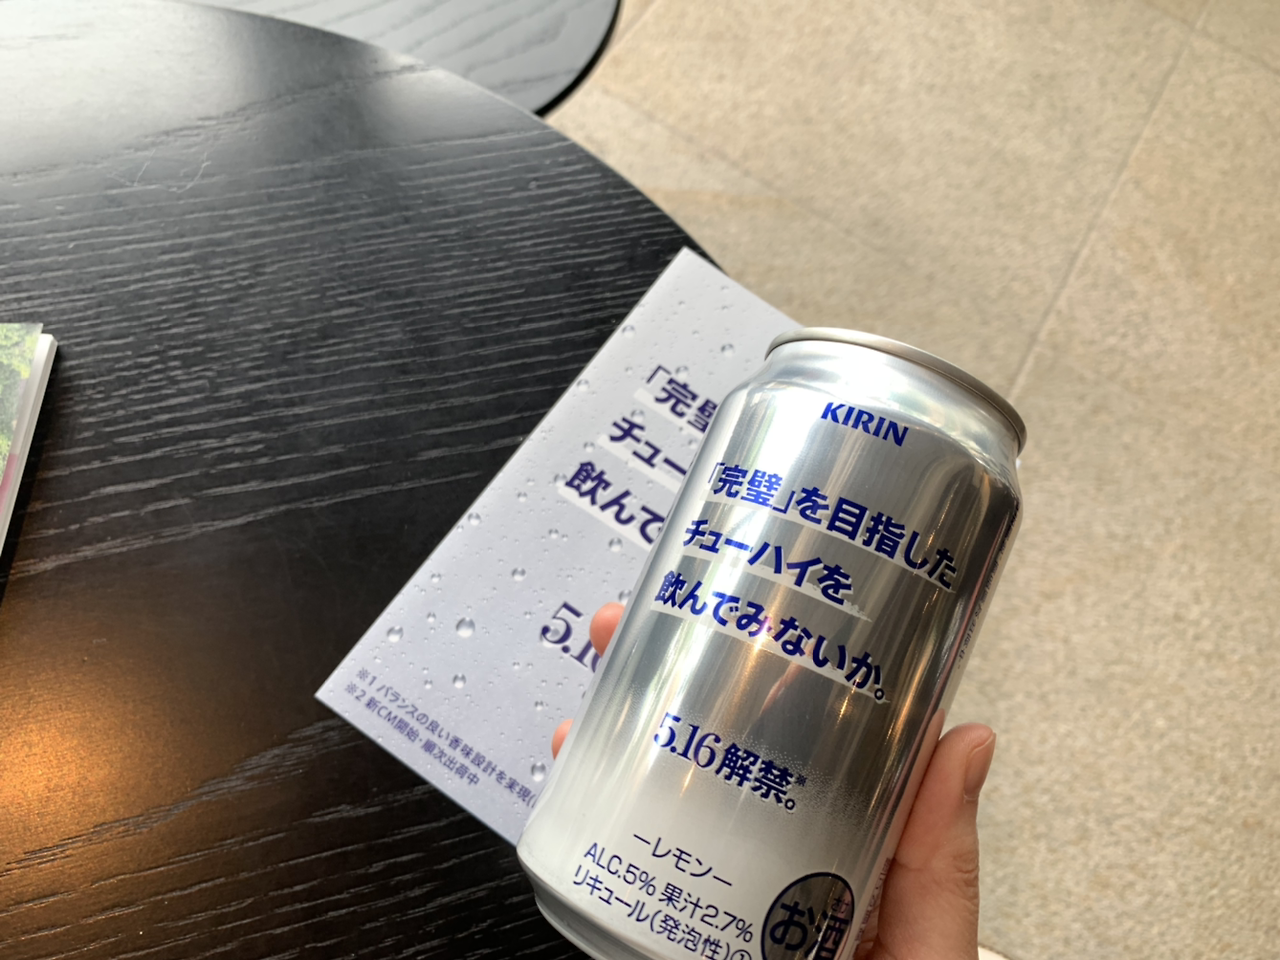 KIRIN
「完璧」を目指した
チューハイを
飲んでみないか。
5.16解禁。※
ーレモンー
ALC.5% 果汁2.7%
リキュール(発泡性)①
お酒
「完璧
チュー
飲んで
5.16
※1 バランスの良い香味設計を実現(
※2 新CM開始・順次出荷中